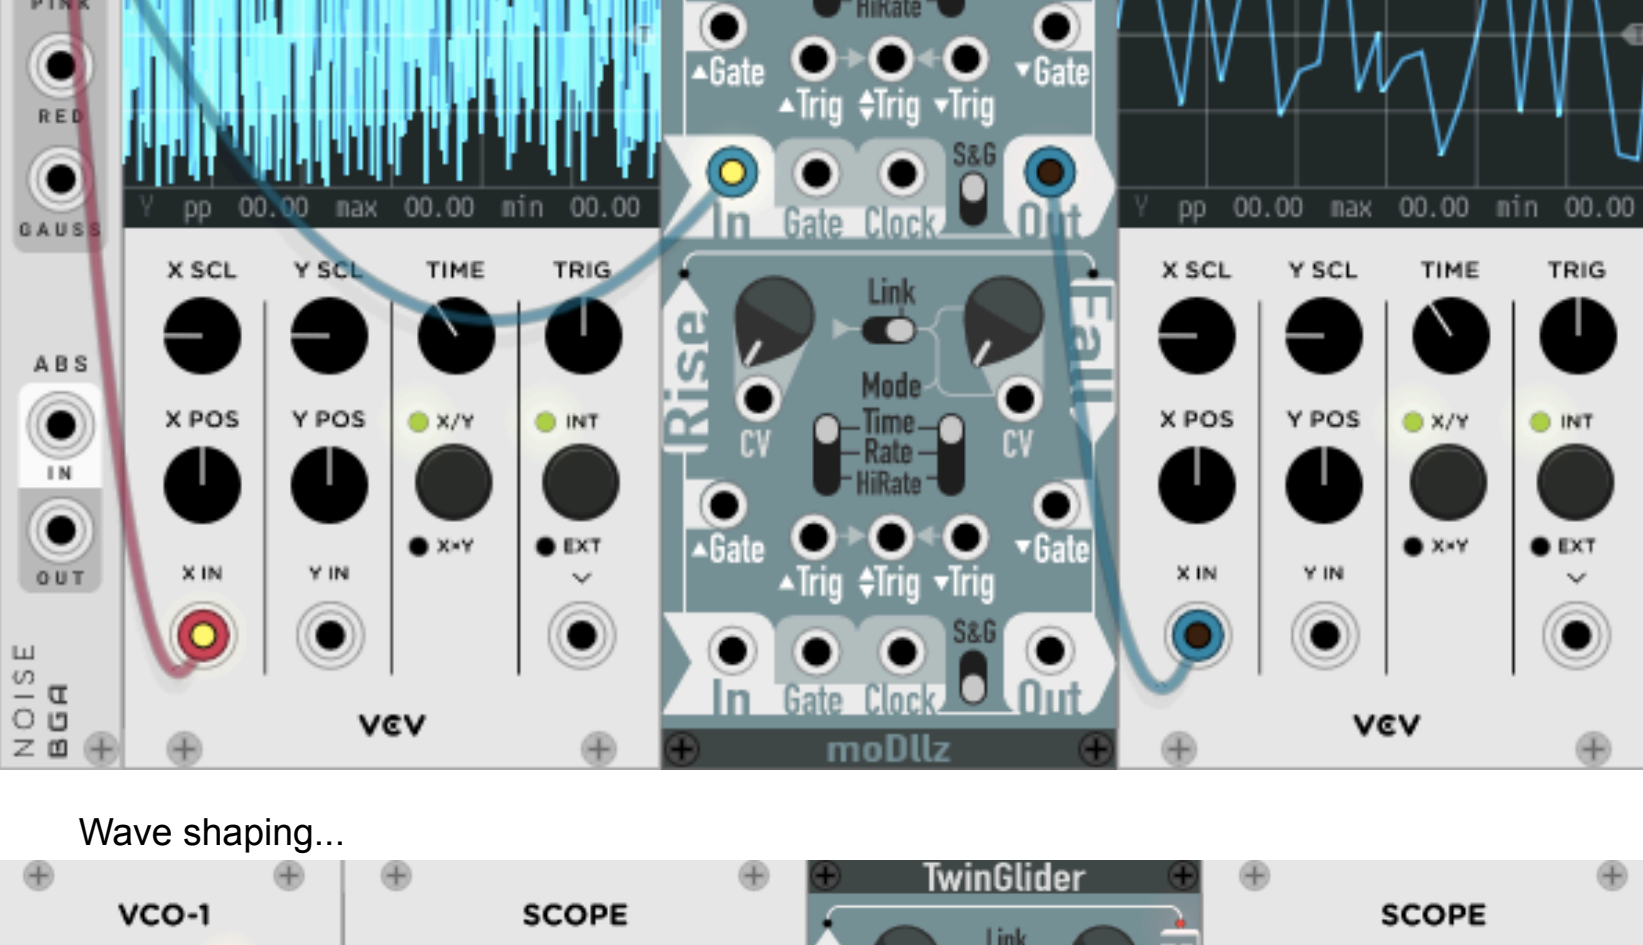 PINK
RED
GAUSS
ABS
IN
OUT
NOISE
BGA
Y pp 00.00 max 00.00 min 00.00
X SCL Y SCL TIME TRIG
X POS Y POS X/Y INT
X×Y EXT
X IN Y IN
VCV
HiRate
▲Gate ▼Gate
▲Trig ▲▼Trig ▼Trig
S&G
In Gate Clock Out
Link
Rise Fall
Mode
Time
CV Rate CV
HiRate
▲Gate ▼Gate
▲Trig ▲▼Trig ▼Trig
S&G
In Gate Clock Out
moDllz
T
Y pp 00.00 max 00.00 min 00.00
X SCL Y SCL TIME TRIG
X POS Y POS X/Y INT
X×Y EXT
X IN Y IN
VCV
Wave shaping...
VCO-1 SCOPE TwinGlider SCOPE
Link